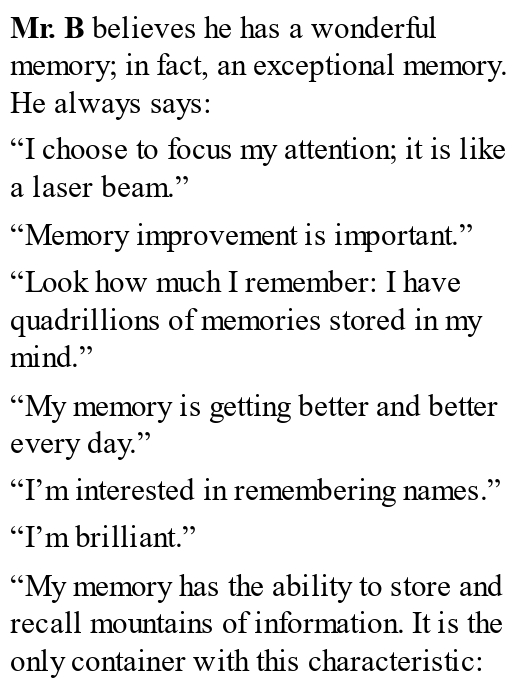 Mr. B believes he has a wonderful
memory; in fact, an exceptional memory.
He always says:
“I choose to focus my attention; it is like
a laser beam.”
“Memory improvement is important.”
“Look how much I remember: I have
quadrillions of memories stored in my
mind.”
“My memory is getting better and better
every day.”
“I’m interested in remembering names.”
“I’m brilliant.”
“My memory has the ability to store and
recall mountains of information. It is the
only container with this characteristic: